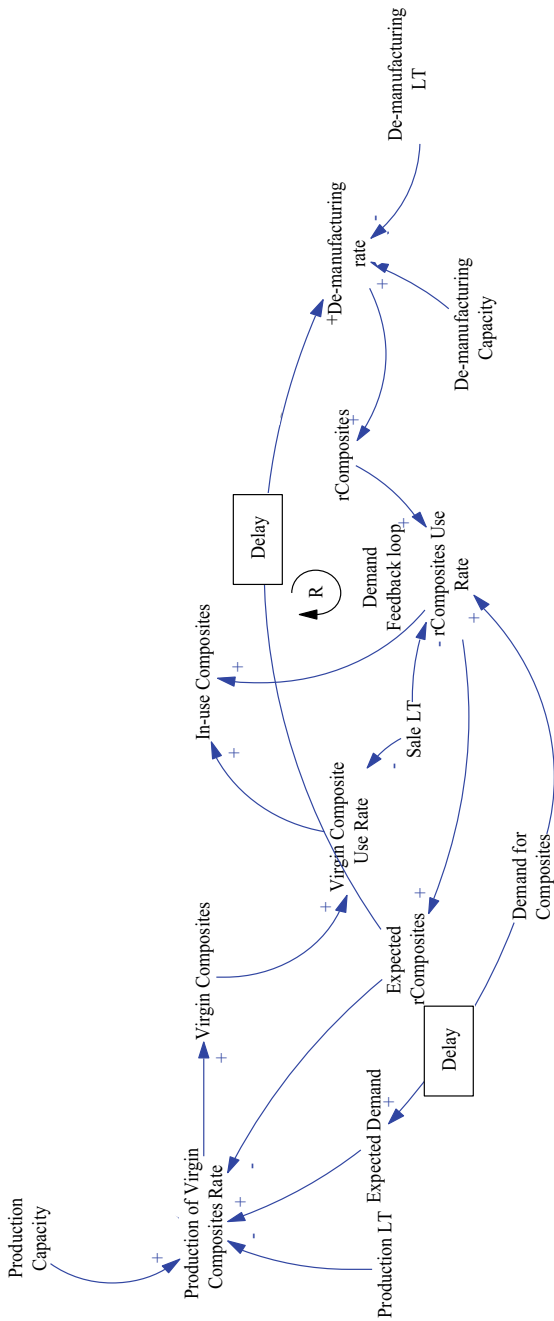 Production
Capacity
+
Production of Virgin
Composites Rate
+
-
-
Production LT
Virgin Composites
+
Expected Demand
+
Delay
Expected
rComposites
+
Demand for
Composites
Virgin Composite
Use Rate
+
-
Sale LT
-
In-use Composites
+
+
Delay
R
Demand
Feedback loop
+
rComposites Use
Rate
+
rComposites
+
+De-manufacturing
rate
-
+
+
De-manufacturing
Capacity
De-manufacturing
LT